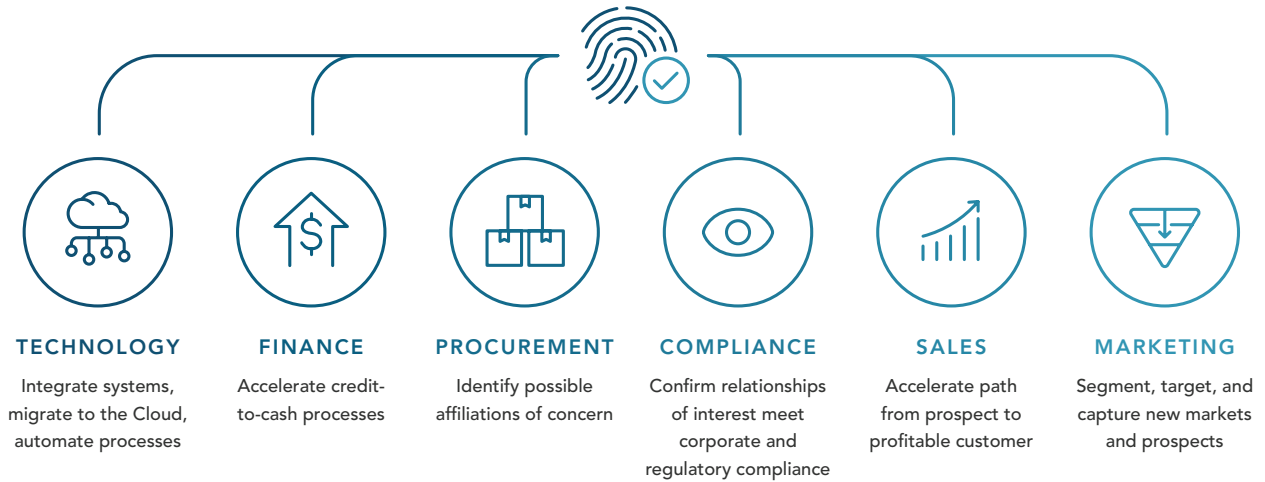 TECHNOLOGY
Integrate systems,
migrate to the Cloud,
automate processes
FINANCE
Accelerate credit-
to-cash processes
PROCUREMENT
Identify possible
affiliations of concern
COMPLIANCE
Confirm relationships
of interest meet
corporate and
regulatory compliance
SALES
Accelerate path
from prospect to
profitable customer
MARKETING
Segment, target, and
capture new markets
and prospects